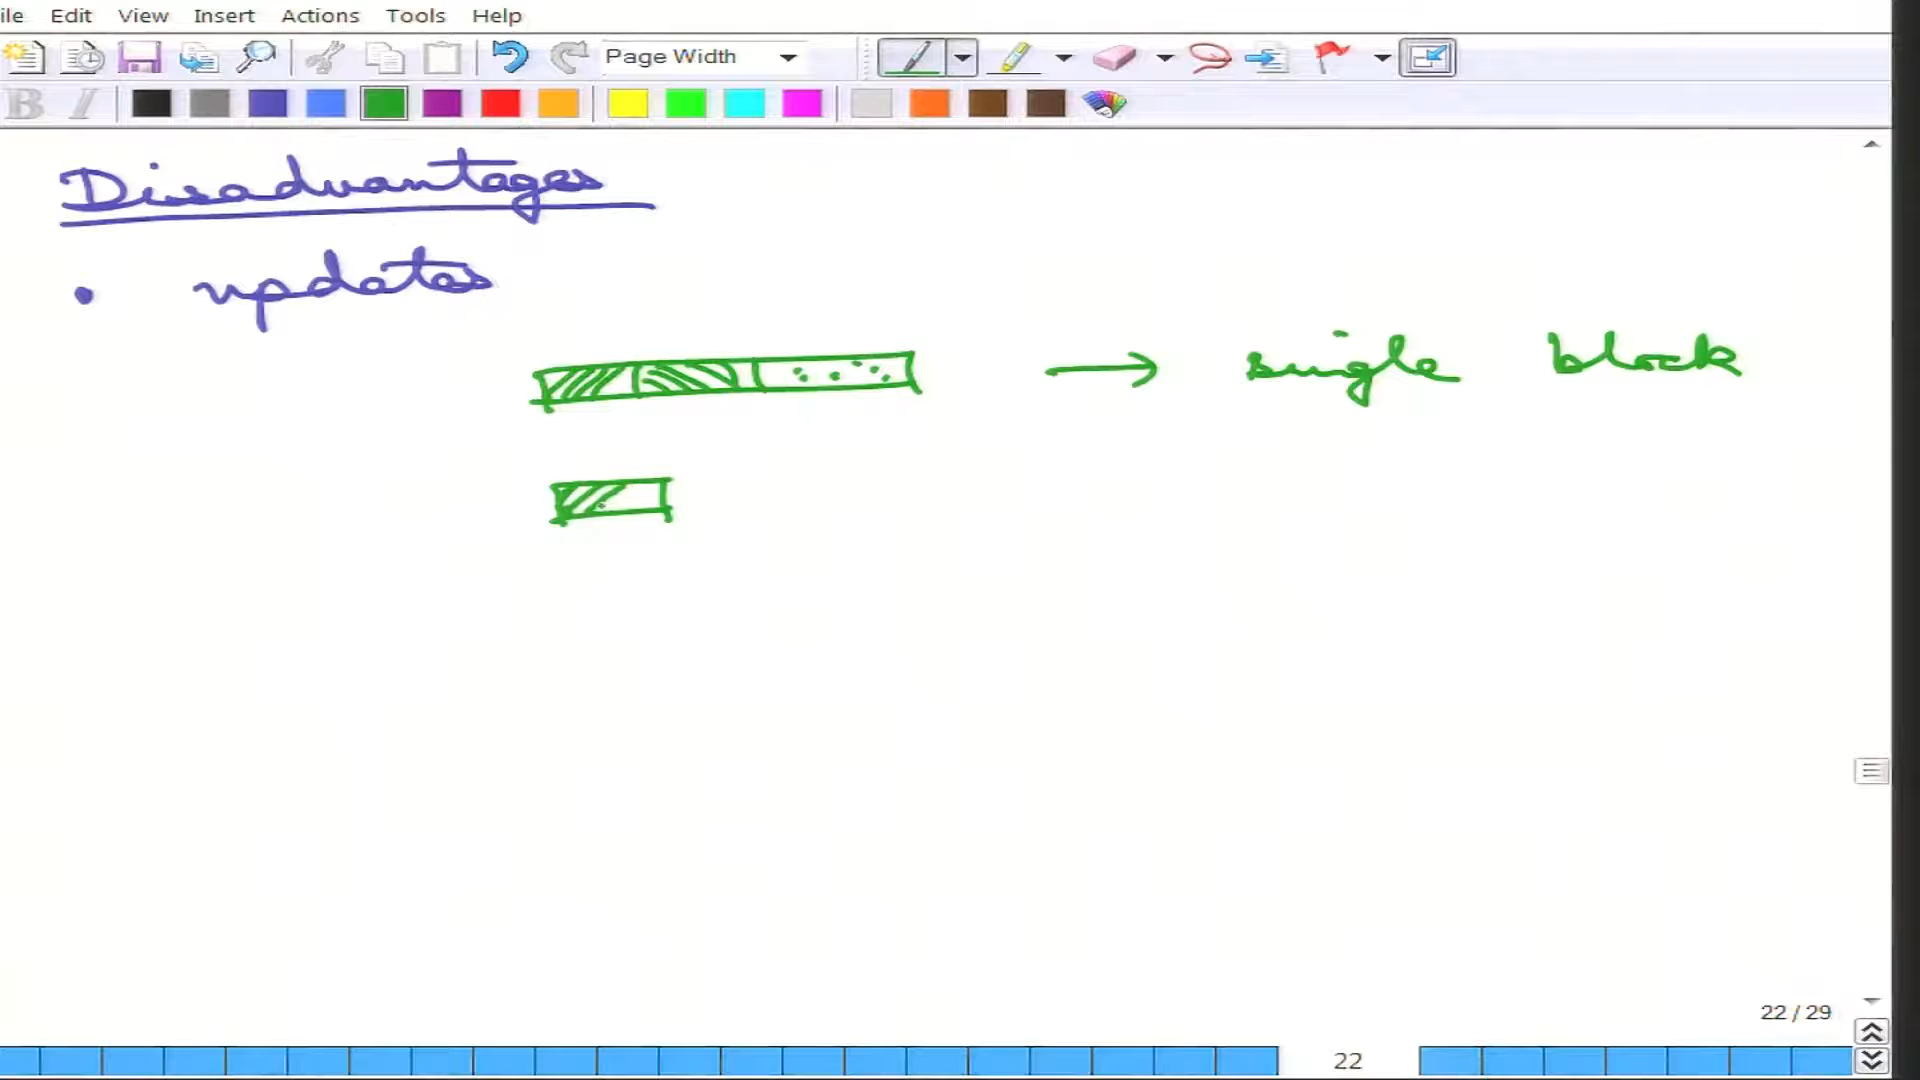 ile Edit View Insert Actions Tools Help
Page Width
B I
Disadvantages
• updates
→ single block
22 / 29
22